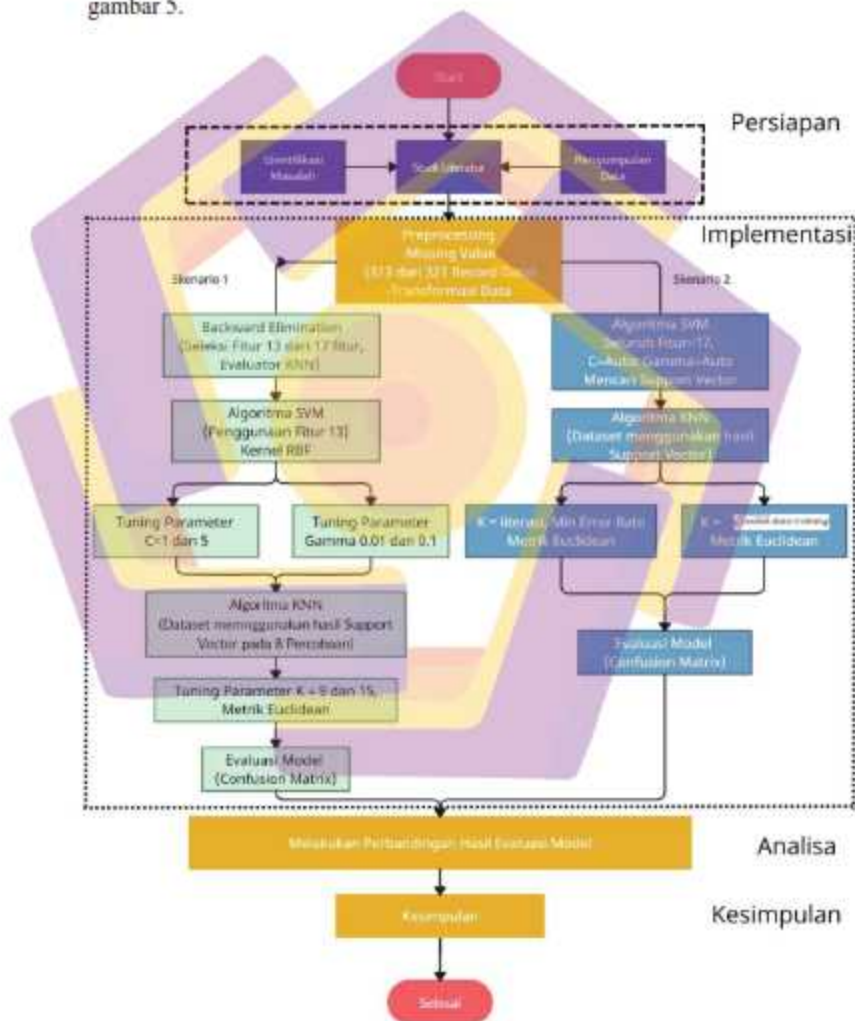 gambar 5.
Start
Persiapan
Identifikasi
Masalah
Studi Literatur
Pengumpulan
Data
Implementasi
Preprocessing
-Missing Value
(313 dari 321 Record Data)
-Transformasi Data
Skenario 1
Skenario 2
Backward Elimination
(Seleksi Fitur 13 dari 17 fitur,
Evaluator KNN)
Algoritma SVM
(Penggunaan Fitur 13)
Kernel RBF
Tuning Parameter
C=1 dan 5
Tuning Parameter
Gamma 0.01 dan 0.1
Algoritma KNN
(Dataset menggunakan hasil Support
Vector pada 8 Percobaan)
Tuning Parameter K = 9 dan 15,
Metrik Euclidean
Evaluasi Model
(Confusion Matrix)
Algoritma SVM
Seluruh Fitur=17,
C=Auto, Gamma=Auto
Mencari Support Vector
Algoritma KNN
(Dataset menggunakan hasil
Support Vector)
K = Iterasi, Min Error Rate
Metrik Euclidean
K =
Metrik Euclidean
Evaluasi Model
(Confusion Matrix)
Melakukan Perbandingan Hasil Evaluasi Model
Analisa
Kesimpulan
Kesimpulan
Selesai